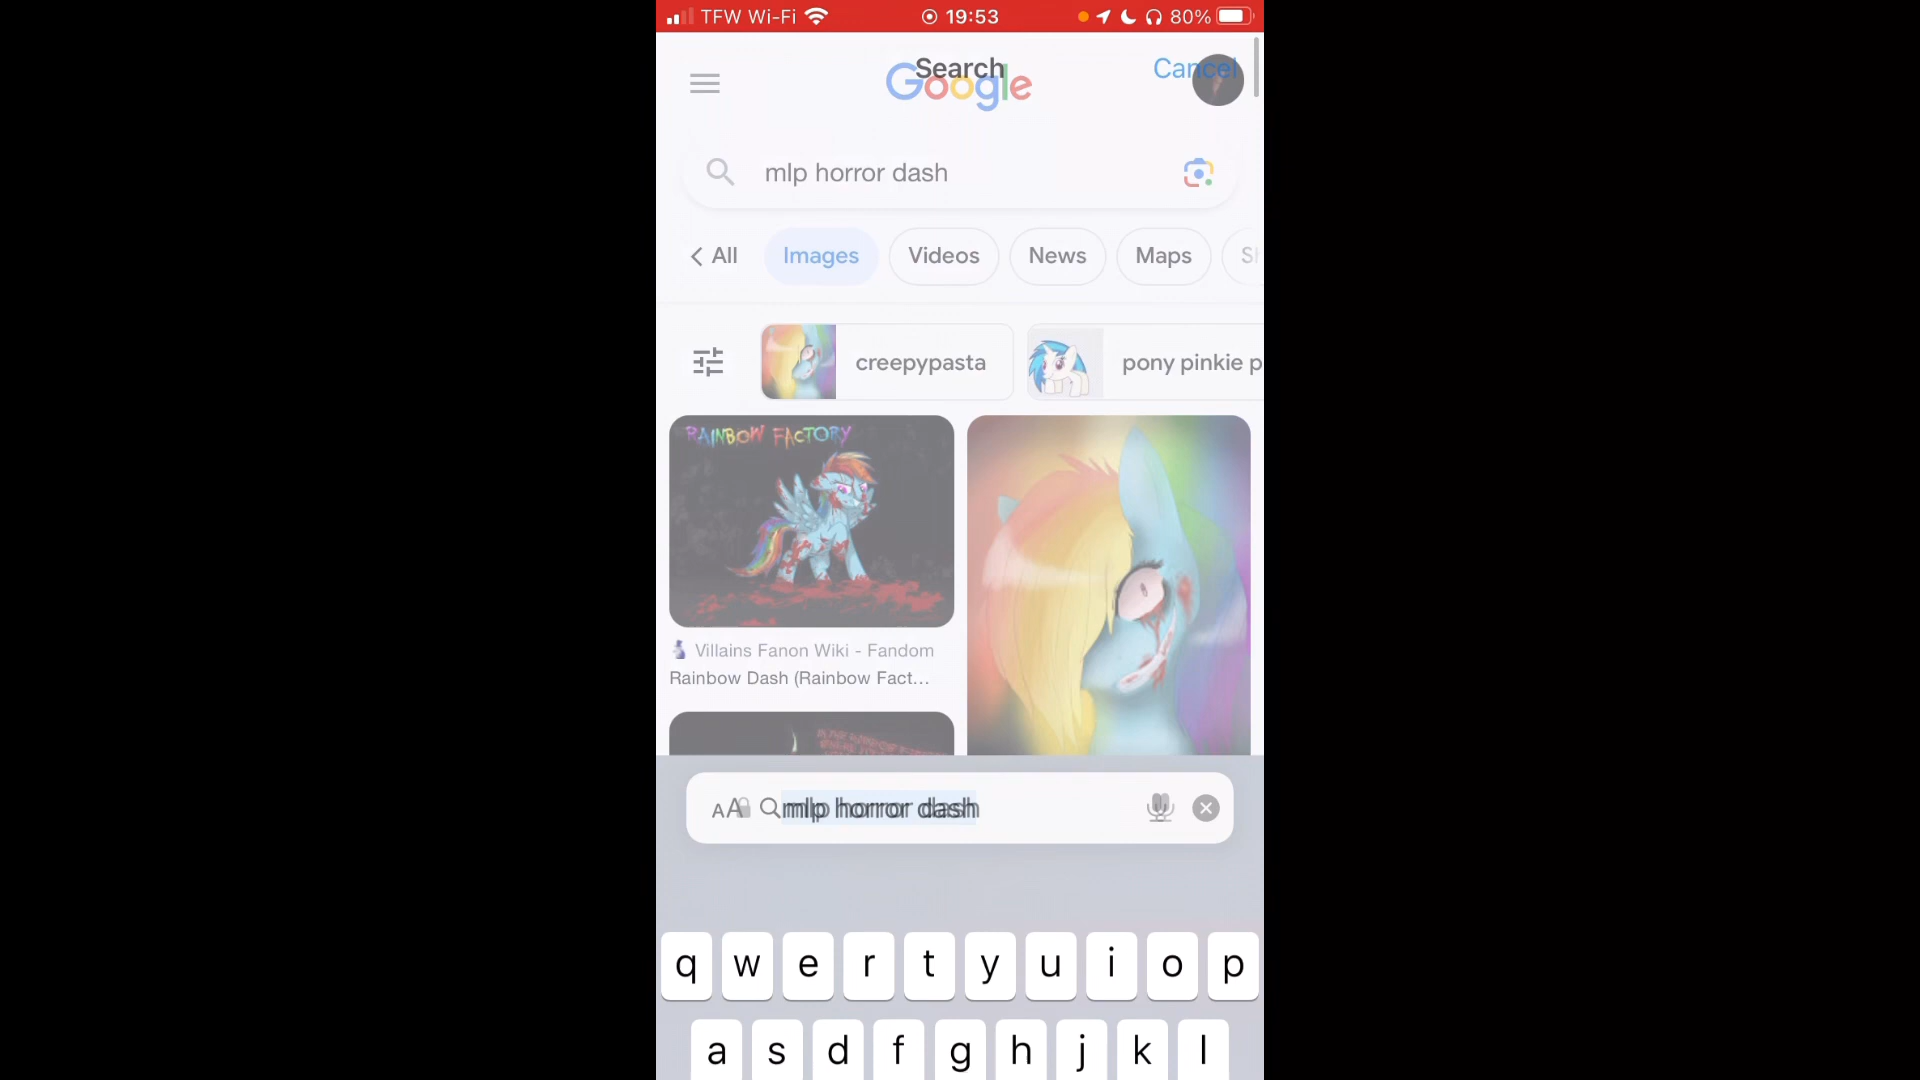 TFW Wi-Fi 19:53 80%
Search
Cancel
Google
mlp horror dash
All Images Videos News Maps
creepypasta pony pinkie p
RAINBOW FACTORY
Villains Fanon Wiki - Fandom
Rainbow Dash (Rainbow Fact...
AA mlp horror dash
q w e r t y u i o p
a s d f g h j k l